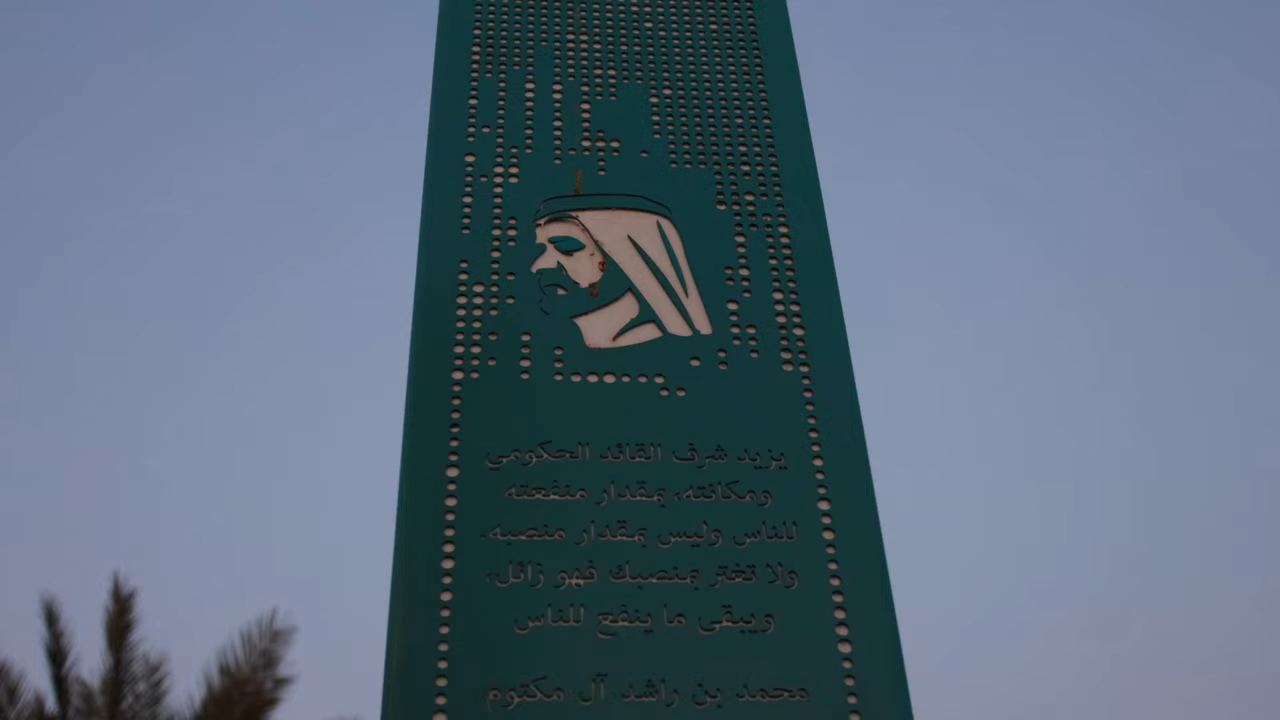 يزيد شرف القائد الحكومي
ومكانته، بمقدار منفعته
للناس وليس بمقدار منصبه.
ولا تغتر بمنصبك فهو زائل،
ويبقى ما ينفع للناس
محمد بن راشد آل مكتوم